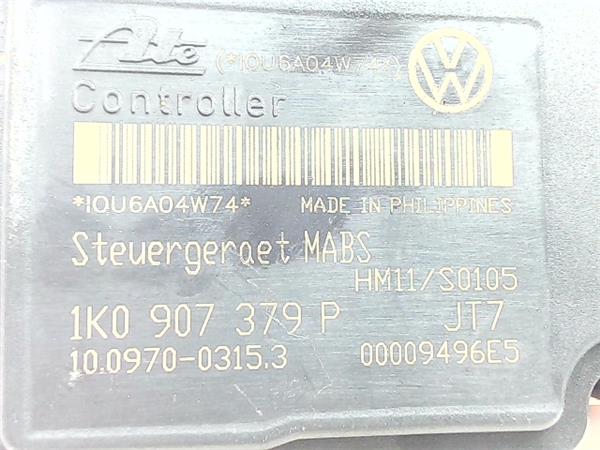 Ate (*IQU6A04W74*)
Controller
*IQU6A04W74* MADE IN PHILIPPINES
Steuergeraet MABS
HM11/S0105
1K0 907 379 P JT7
10.0970-0315.3 00009496E5